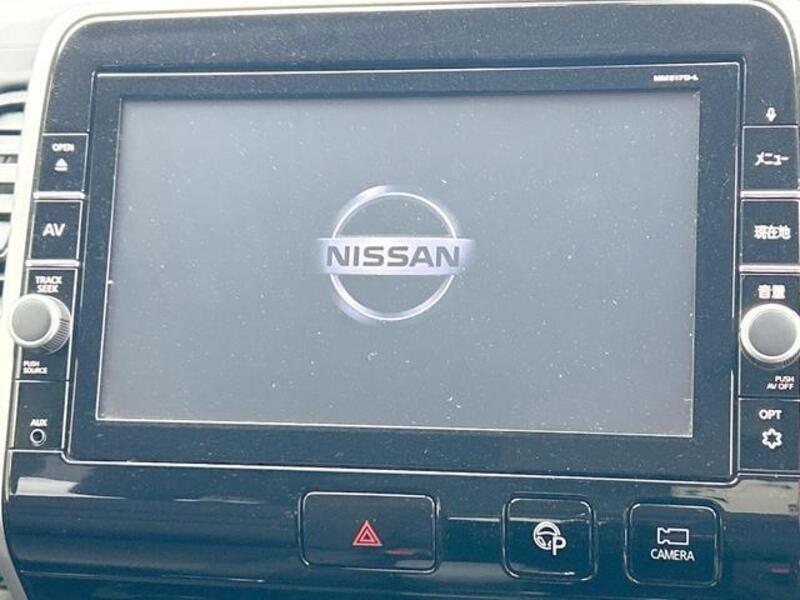 MM517D-L
OPEN
AV
TRACK
SEEK
PUSH
SOURCE
AUX
NISSAN
メニュー
現在地
音量
PUSH
AV OFF
OPT
P
CAMERA